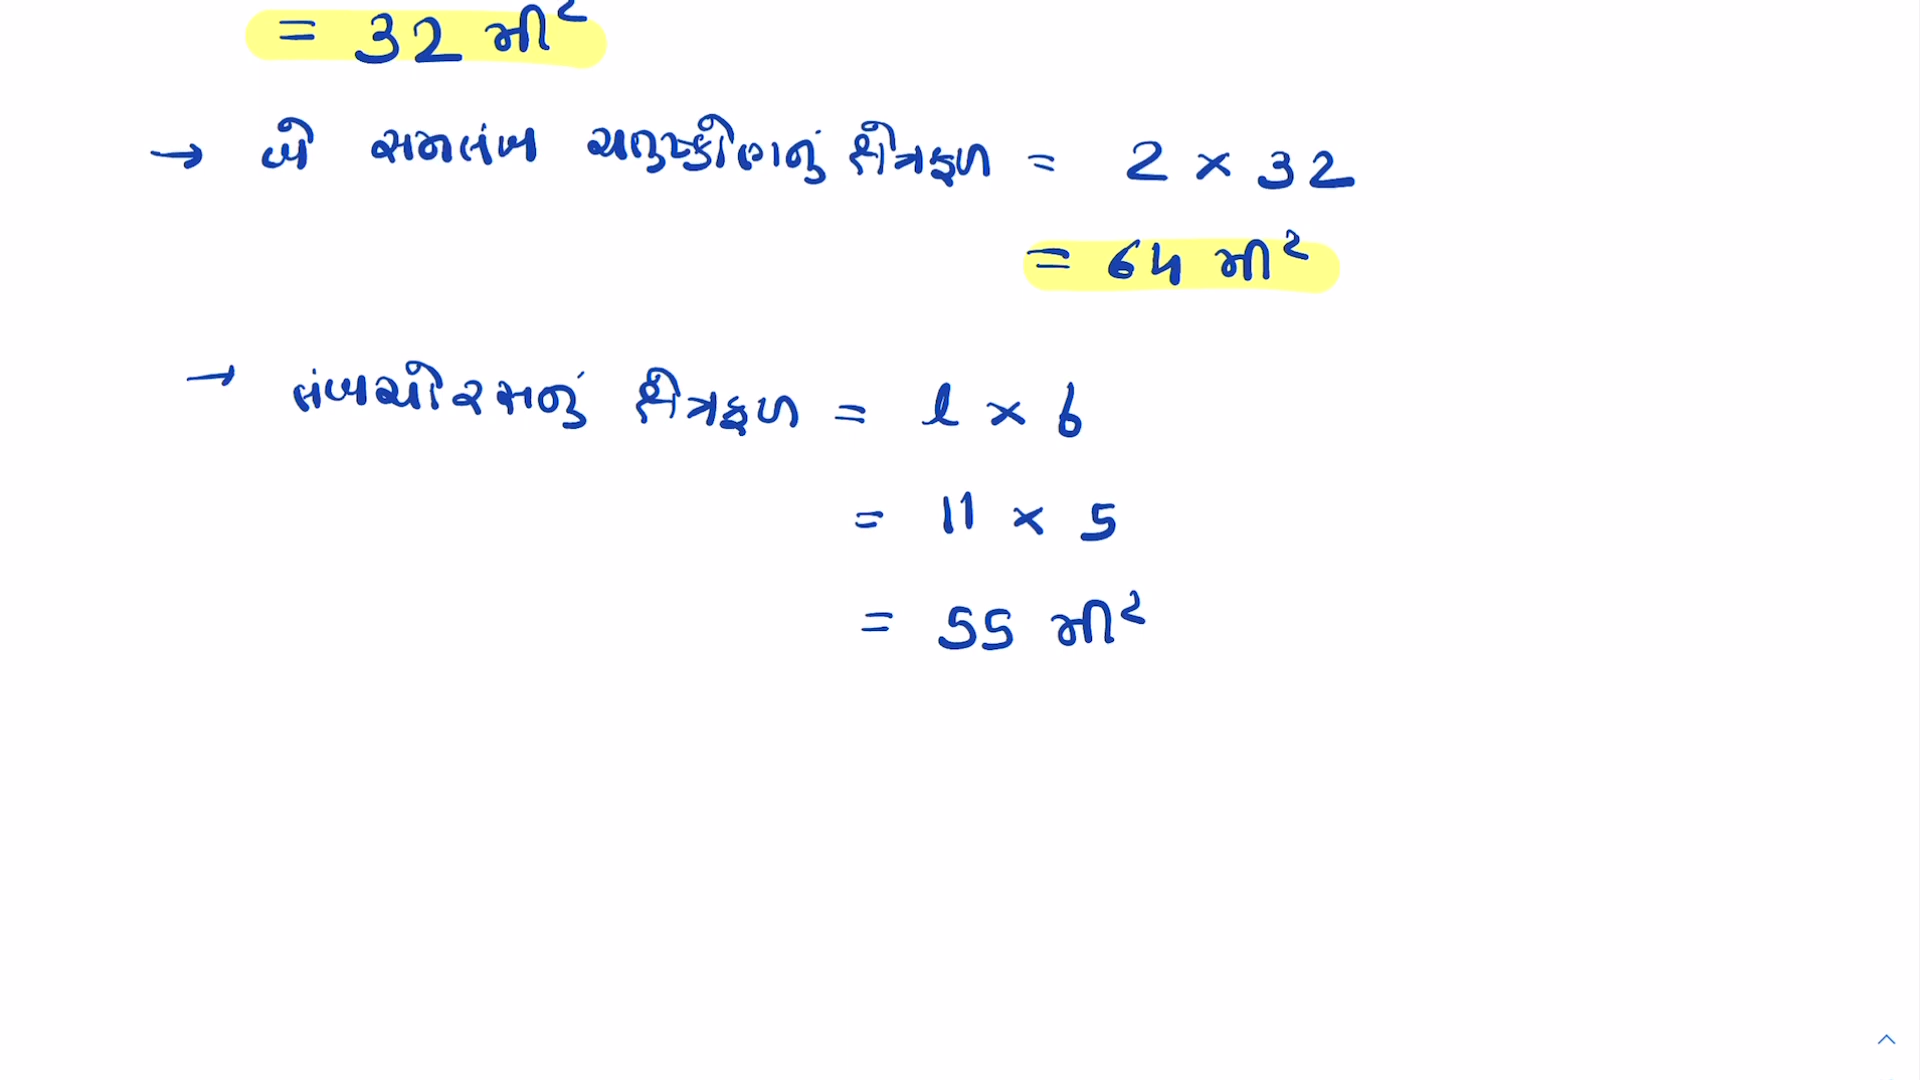 = 32 મી²
→ બે સમલંબ ચતુષ્કોણનું ક્ષેત્રફળ = 2 × 32
= 64 મી²
→ લંબચોરસનું ક્ષેત્રફળ = l × b
= 11 × 5
= 55 મી²